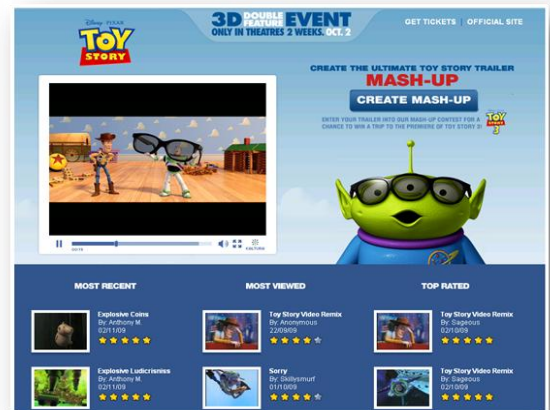 Disney · PIXAR
TOY
STORY
3D DOUBLE FEATURE EVENT
ONLY IN THEATRES 2 WEEKS. OCT. 2
GET TICKETS | OFFICIAL SITE
CREATE THE ULTIMATE TOY STORY TRAILER
MASH-UP
CREATE MASH-UP
ENTER YOUR TRAILER INTO OUR MASH-UP CONTEST FOR A
CHANCE TO WIN A TRIP TO THE PREMIERE OF TOY STORY 3!
TOY
STORY
3
MOST RECENT
MOST VIEWED
TOP RATED
Explosive Coins
By: Anthony M.
02/11/09
Toy Story Video Remix
By: Anonymous
22/09/09
Toy Story Video Remix
By: Sageous
02/10/09
Explosive Ludicrisniss
By: Anthony M.
02/11/09
Sorry
By: Skillysmurf
01/10/09
Toy Story Video Remix
By: Sageous
02/10/09